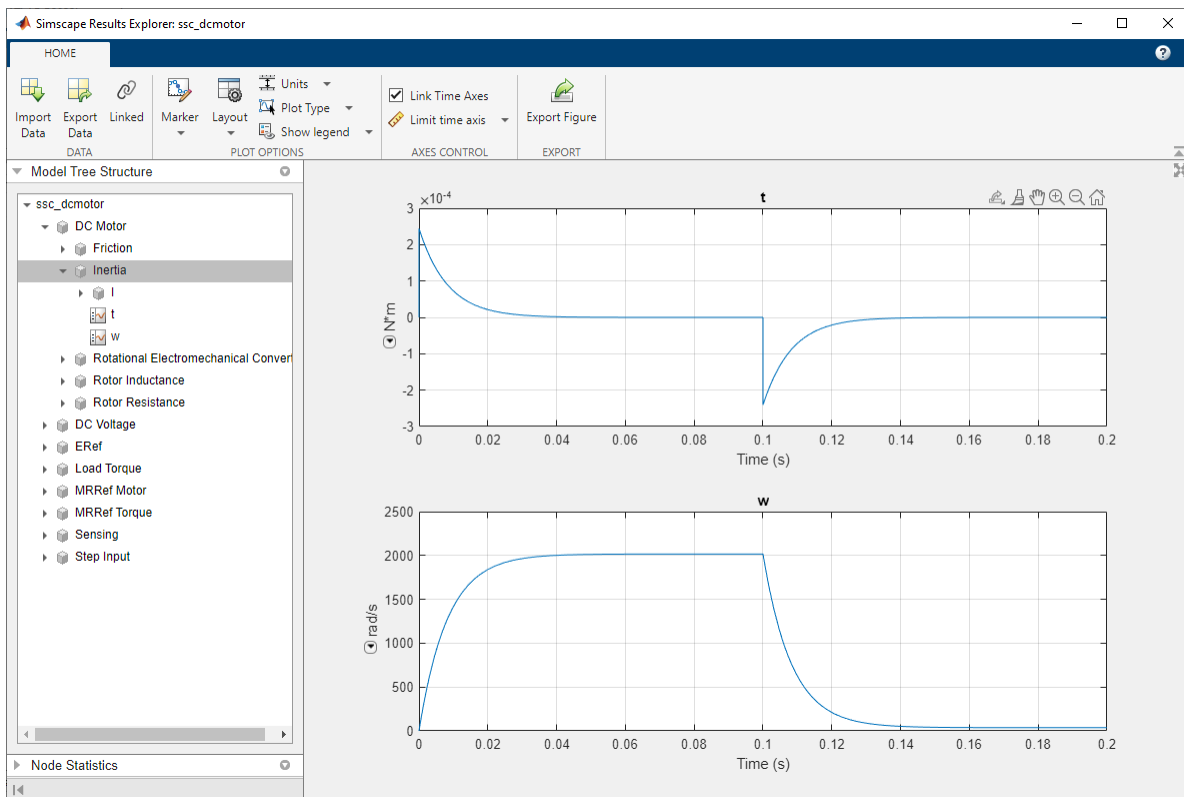 Simscape Results Explorer: ssc_dcmotor
HOME
?
Import Data
Export Data
Linked
Marker
Layout
Units
Plot Type
Show legend
Link Time Axes
Limit time axis
Export Figure
DATA
PLOT OPTIONS
AXES CONTROL
EXPORT
Model Tree Structure
ssc_dcmotor
DC Motor
Friction
Inertia
I
t
w
Rotational Electromechanical Convert
Rotor Inductance
Rotor Resistance
DC Voltage
ERef
Load Torque
MRRef Motor
MRRef Torque
Sensing
Step Input
Node Statistics
t
×10-4
3
2
1
0
-1
-2
-3
N*m
0 0.02 0.04 0.06 0.08 0.1 0.12 0.14 0.16 0.18 0.2
Time (s)
w
2500
2000
1500
1000
500
0
rad/s
0 0.02 0.04 0.06 0.08 0.1 0.12 0.14 0.16 0.18 0.2
Time (s)